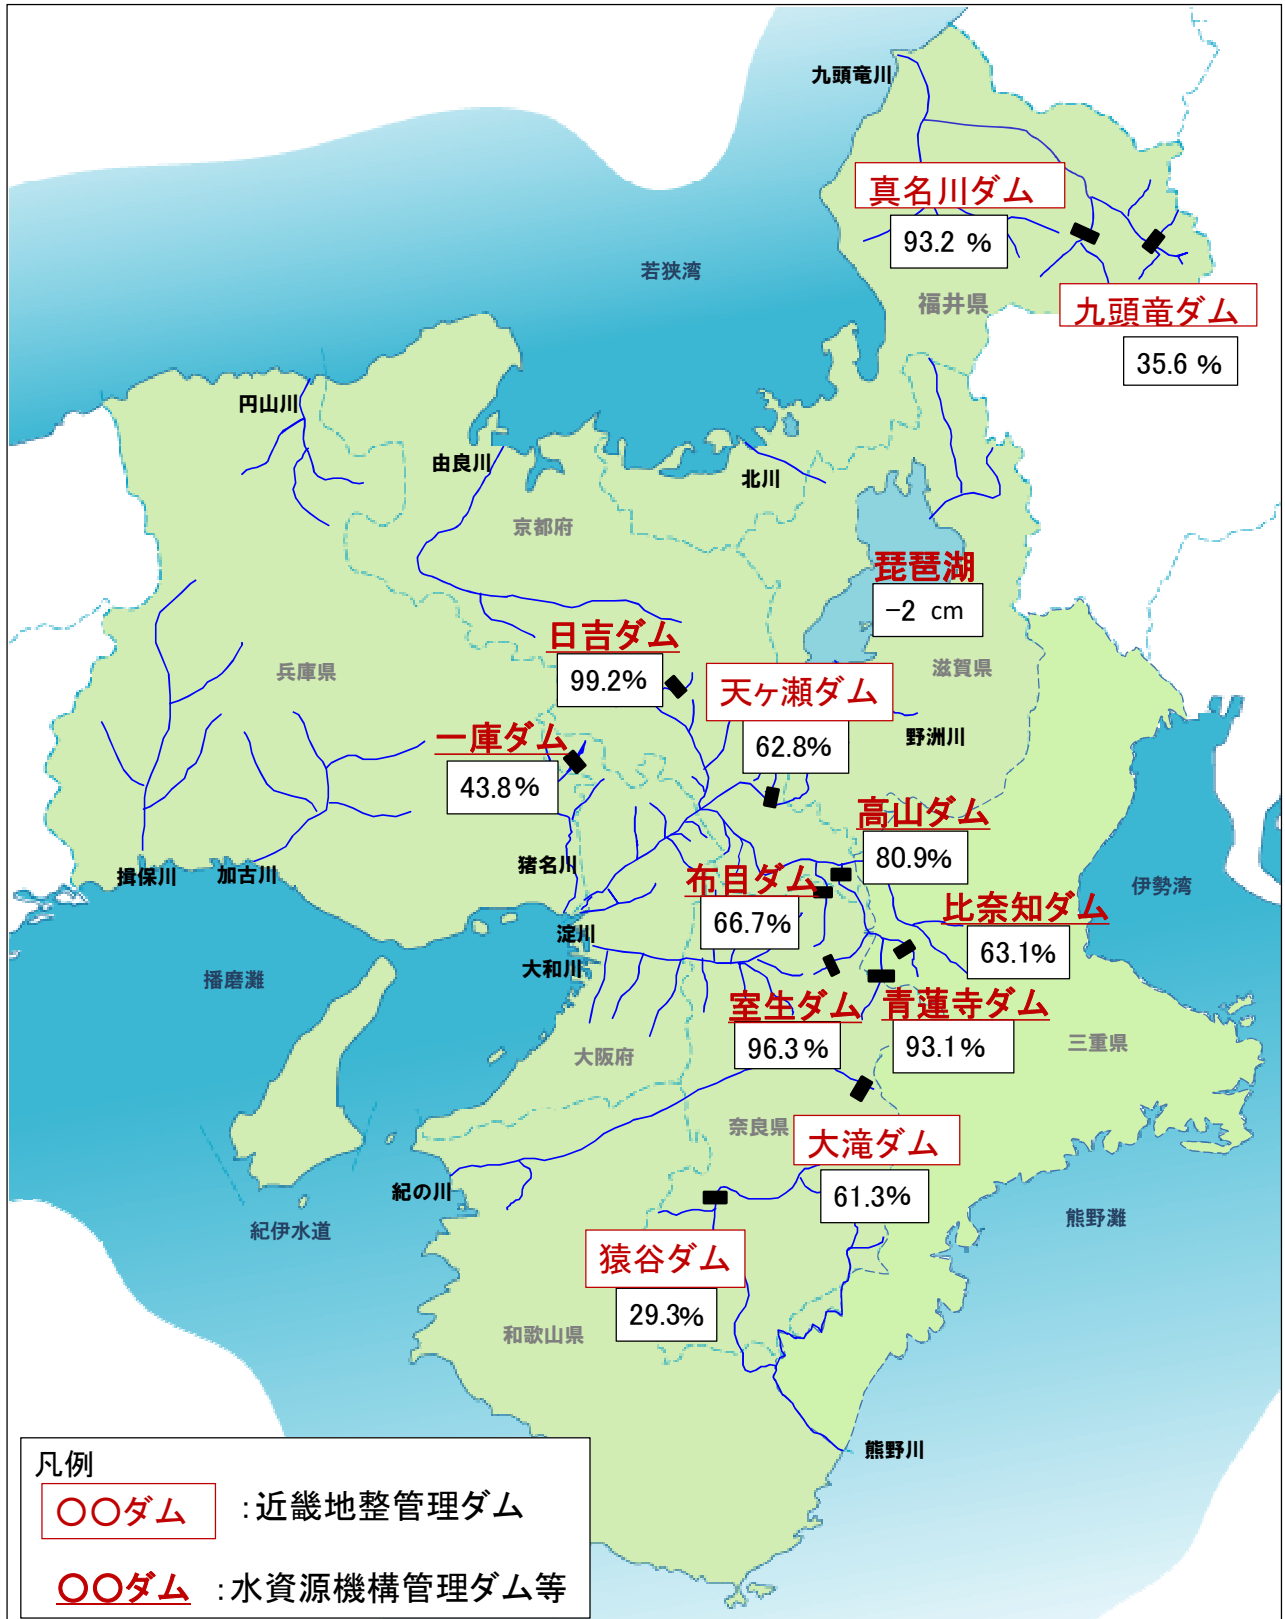 九頭竜川
真名川ダム
93.2 %
若狭湾
福井県
九頭竜ダム
35.6 %
円山川
由良川
北川
京都府
琵琶湖
-2 cm
日吉ダム
99.2%
兵庫県
天ヶ瀬ダム
62.8%
滋賀県
野洲川
一庫ダム
43.8%
高山ダム
80.9%
揖保川
加古川
猪名川
布目ダム
66.7%
伊勢湾
比奈知ダム
63.1%
淀川
大和川
播磨灘
室生ダム
96.3%
青蓮寺ダム
93.1%
大阪府
三重県
奈良県
大滝ダム
61.3%
紀の川
紀伊水道
熊野灘
猿谷ダム
29.3%
和歌山県
熊野川
凡例
〇〇ダム :近畿地整管理ダム
〇〇ダム :水資源機構管理ダム等